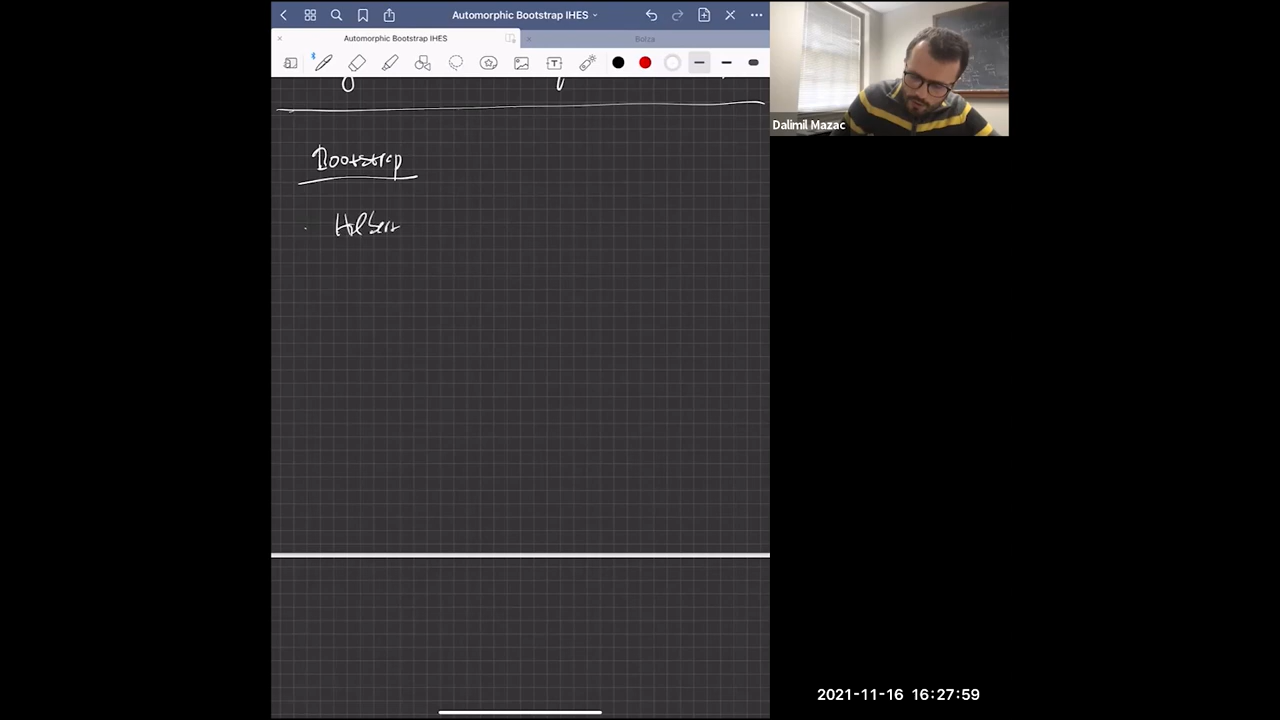 Automorphic Bootstrap IHES
Automorphic Bootstrap IHES
Bolza
T
Bootstrap
Hilbert
Dalimil Mazac
2021-11-16 16:27:59